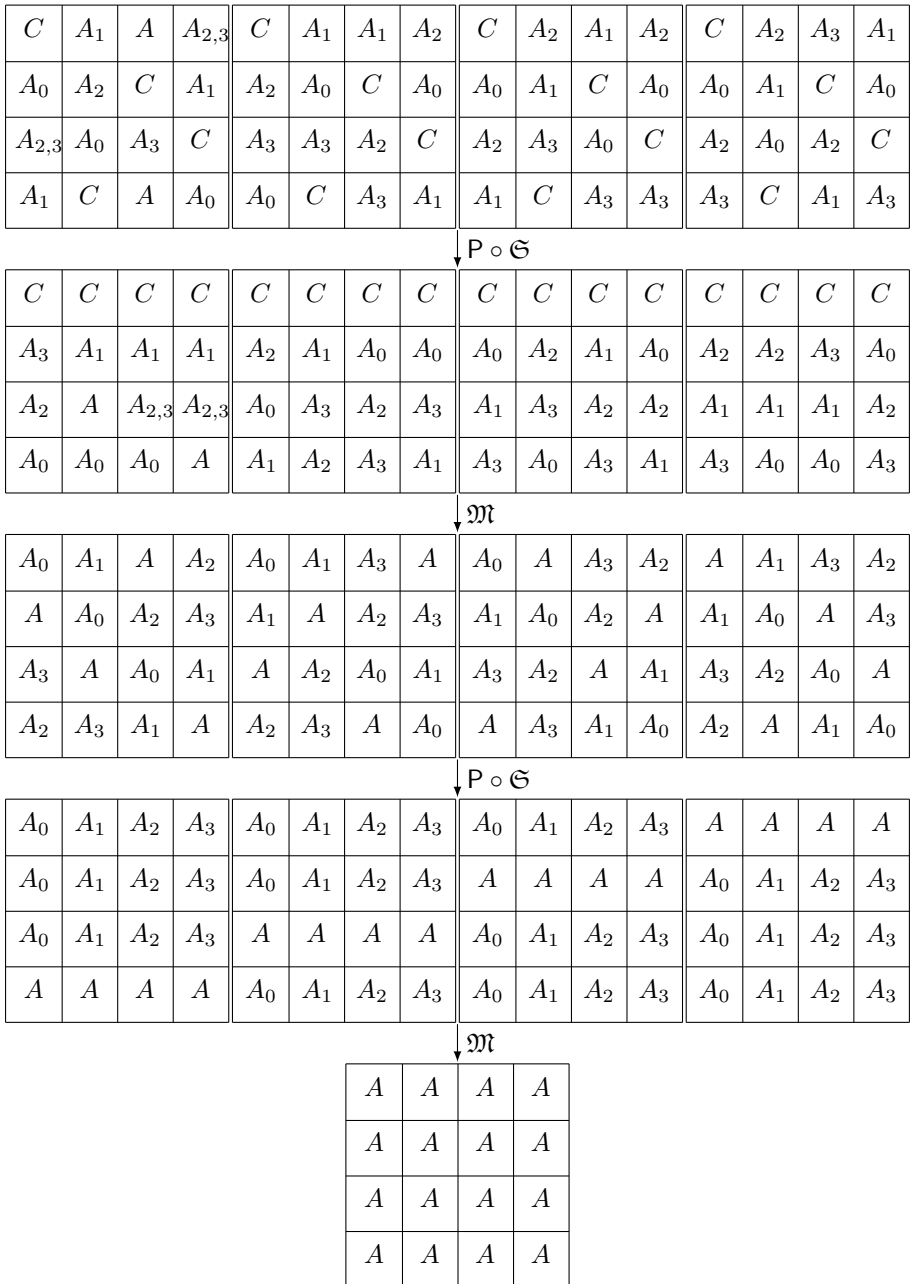 C A₁ A A₂,₃ C A₁ A₁ A₂ C A₂ A₁ A₂ C A₂ A₃ A₁
A₀ A₂ C A₁ A₂ A₀ C A₀ A₀ A₁ C A₀ A₀ A₁ C A₀
A₂,₃ A₀ A₃ C A₃ A₃ A₂ C A₂ A₃ A₀ C A₂ A₀ A₂ C
A₁ C A A₀ A₀ C A₃ A₁ A₁ C A₃ A₃ A₃ C A₁ A₃
P ∘ 𝔖
C C C C C C C C C C C C C C C C
A₃ A₁ A₁ A₁ A₂ A₁ A₀ A₀ A₀ A₂ A₁ A₀ A₂ A₂ A₃ A₀
A₂ A A₂,₃ A₂,₃ A₀ A₃ A₂ A₃ A₁ A₃ A₂ A₂ A₁ A₁ A₁ A₂
A₀ A₀ A₀ A A₁ A₂ A₃ A₁ A₃ A₀ A₃ A₁ A₃ A₀ A₀ A₃
𝔐
A₀ A₁ A A₂ A₀ A₁ A₃ A A₀ A A₃ A₂ A A₁ A₃ A₂
A A₀ A₂ A₃ A₁ A A₂ A₃ A₁ A₀ A₂ A A₁ A₀ A A₃
A₃ A A₀ A₁ A A₂ A₀ A₁ A₃ A₂ A A₁ A₃ A₂ A₀ A
A₂ A₃ A₁ A A₂ A₃ A A₀ A A₃ A₁ A₀ A₂ A A₁ A₀
P ∘ 𝔖
A₀ A₁ A₂ A₃ A₀ A₁ A₂ A₃ A₀ A₁ A₂ A₃ A A A A
A₀ A₁ A₂ A₃ A₀ A₁ A₂ A₃ A A A A A₀ A₁ A₂ A₃
A₀ A₁ A₂ A₃ A A A A A₀ A₁ A₂ A₃ A₀ A₁ A₂ A₃
A A A A A₀ A₁ A₂ A₃ A₀ A₁ A₂ A₃ A₀ A₁ A₂ A₃
𝔐
A A A A
A A A A
A A A A
A A A A